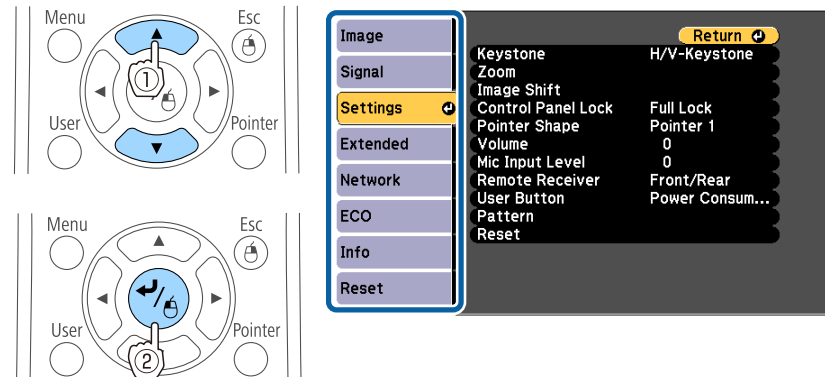 Menu
Esc
①
User
Pointer
Menu
Esc
User
Pointer
②
Image
Signal
Settings
Extended
Network
ECO
Info
Reset
Return
Keystone H/V-Keystone
Zoom
Image Shift
Control Panel Lock Full Lock
Pointer Shape Pointer 1
Volume 0
Mic Input Level 0
Remote Receiver Front/Rear
User Button Power Consum...
Pattern
Reset